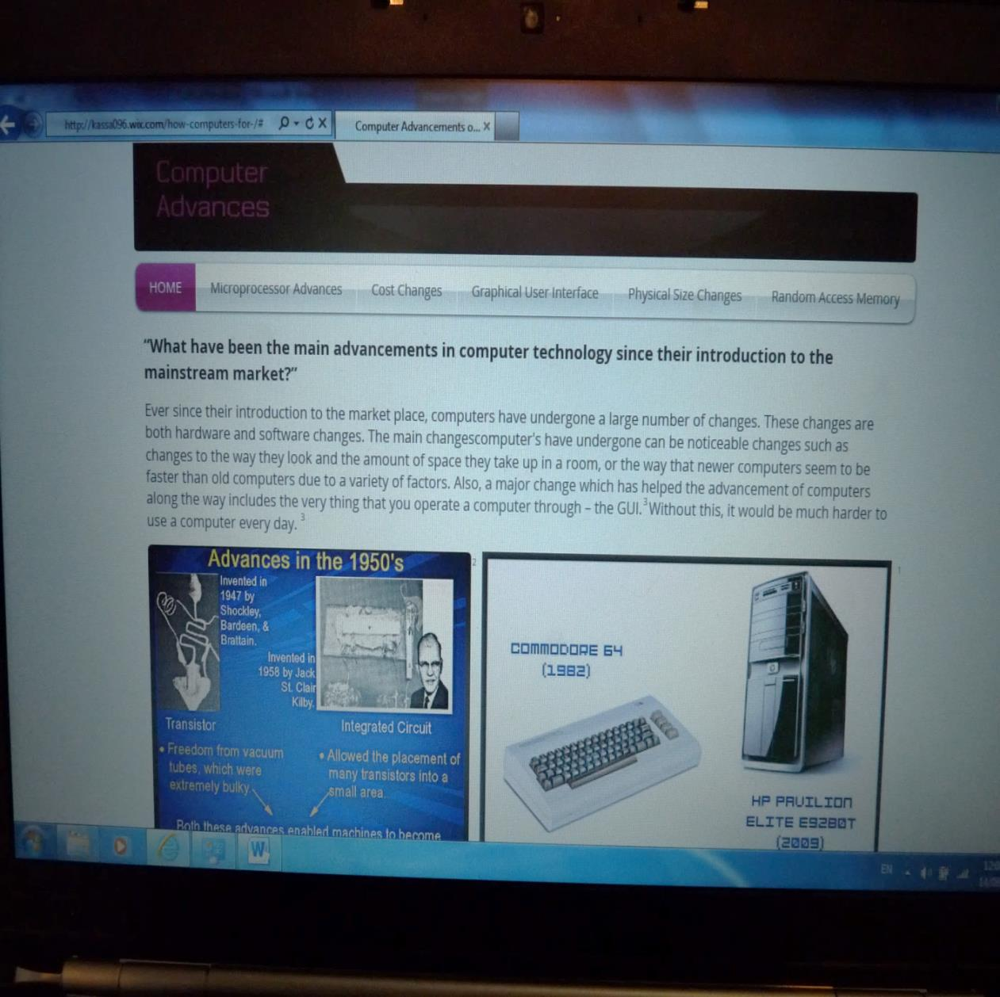 http://kassa096.wix.com/how-computers-for-/#
Computer Advancements o... X
Computer
Advances
HOME
Microprocessor Advances
Cost Changes
Graphical User Interface
Physical Size Changes
Random Access Memory
"What have been the main advancements in computer technology since their introduction to the
mainstream market?"
Ever since their introduction to the market place, computers have undergone a large number of changes. These changes are
both hardware and software changes. The main changescomputer's have undergone can be noticeable changes such as
changes to the way they look and the amount of space they take up in a room, or the way that newer computers seem to be
faster than old computers due to a variety of factors. Also, a major change which has helped the advancement of computers
along the way includes the very thing that you operate a computer through – the GUI.3 Without this, it would be much harder to
use a computer every day. 3
Advances in the 1950's
Invented in
1947 by
Shockley,
Bardeen, &
Brattain.
Invented in
1958 by Jack
St. Clair
Kilby.
Transistor
Integrated Circuit
• Freedom from vacuum
tubes, which were
extremely bulky.
• Allowed the placement of
many transistors into a
small area.
Both these advances enabled machines to become
2
COMMODORE 64
(1982)
HP PAVILION
ELITE E9280T
(2009)
1
W
EN